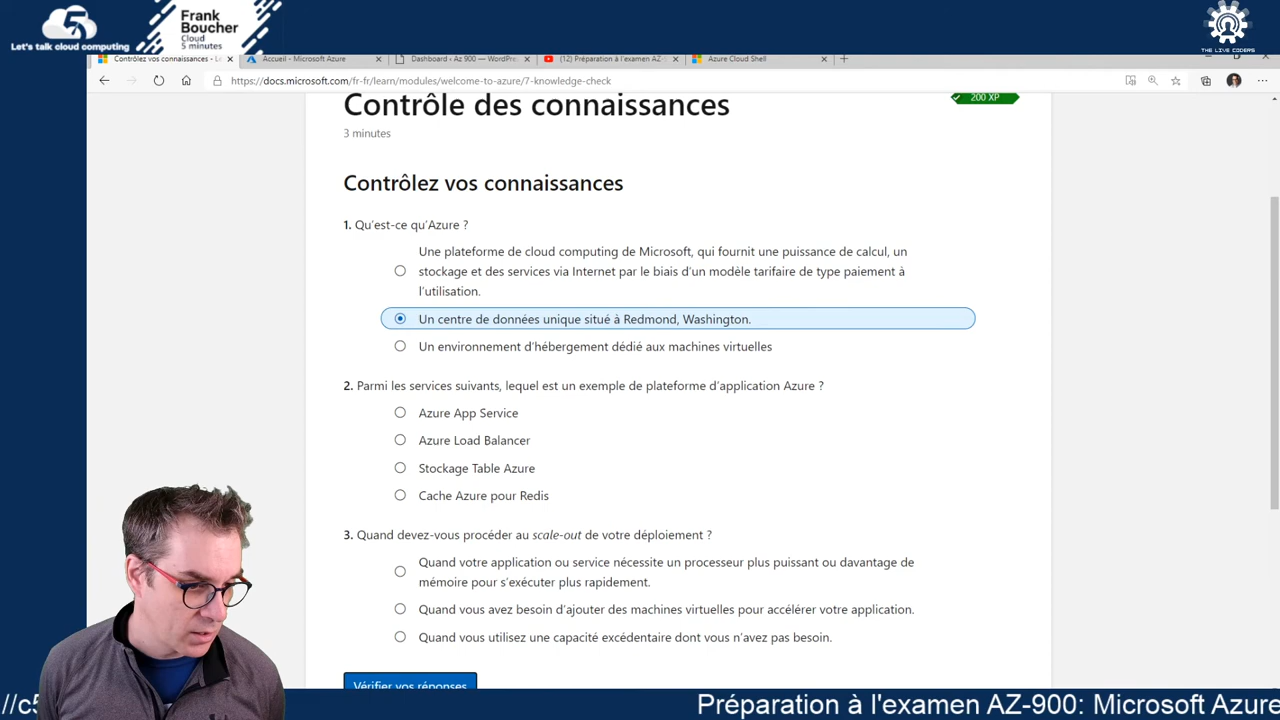 Let's talk cloud computing
5
Frank
Boucher
Cloud
5 minutes
THE LIVE CODERS
Contrôlez vos connaissances - Le
Accueil - Microsoft Azure
Dashboard ‹ Az 900 — WordPre
(12) Préparation à l'examen AZ-9
Azure Cloud Shell
https://docs.microsoft.com/fr-fr/learn/modules/welcome-to-azure/7-knowledge-check
Contrôle des connaissances
200 XP
3 minutes
Contrôlez vos connaissances
1. Qu’est-ce qu’Azure ?
Une plateforme de cloud computing de Microsoft, qui fournit une puissance de calcul, un
stockage et des services via Internet par le biais d’un modèle tarifaire de type paiement à
l’utilisation.
Un centre de données unique situé à Redmond, Washington.
Un environnement d’hébergement dédié aux machines virtuelles
2. Parmi les services suivants, lequel est un exemple de plateforme d’application Azure ?
Azure App Service
Azure Load Balancer
Stockage Table Azure
Cache Azure pour Redis
3. Quand devez-vous procéder au scale-out de votre déploiement ?
Quand votre application ou service nécessite un processeur plus puissant ou davantage de
mémoire pour s’exécuter plus rapidement.
Quand vous avez besoin d’ajouter des machines virtuelles pour accélérer votre application.
Quand vous utilisez une capacité excédentaire dont vous n’avez pas besoin.
Vérifier vos réponses
//c5
Préparation à l'examen AZ-900: Microsoft Azure